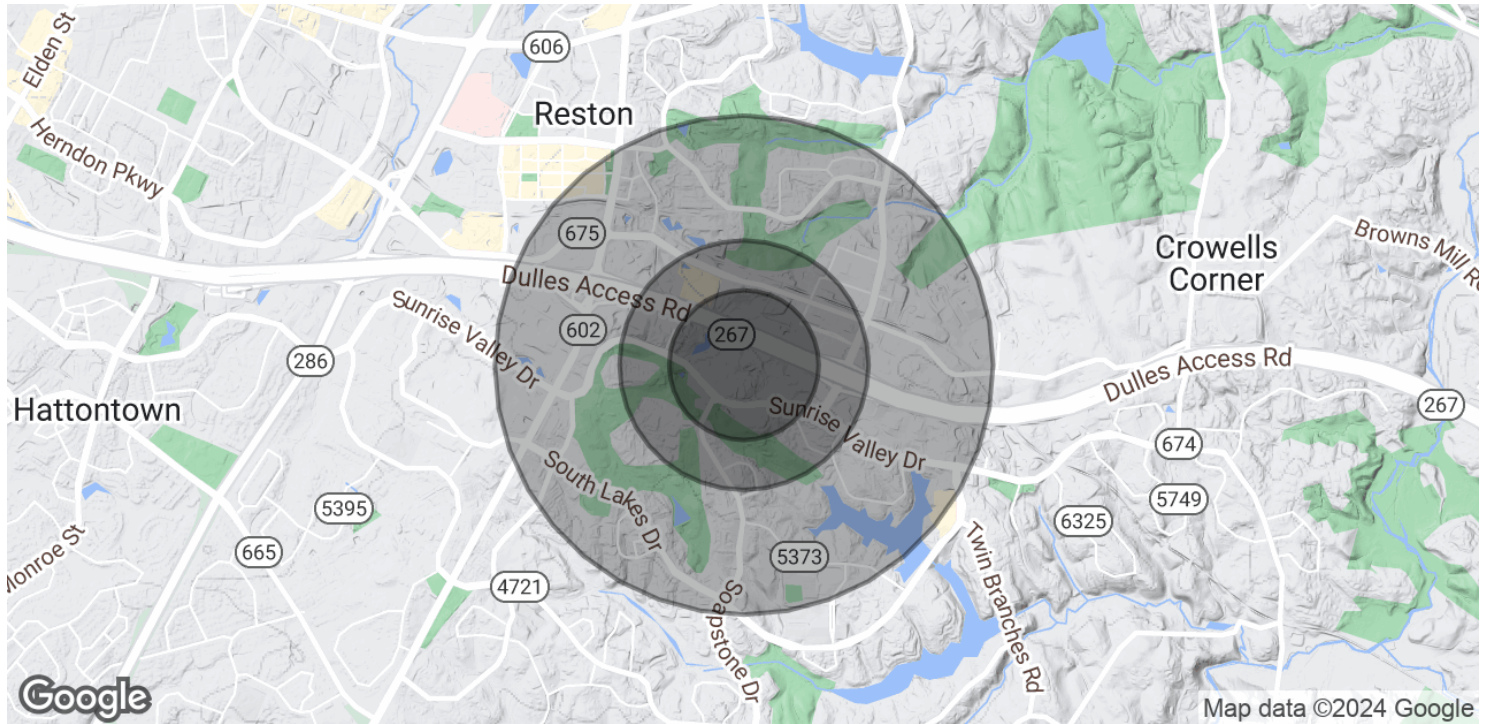 Elden St
606
Reston
Herndon Pkwy
675
Crowells
Corner
Browns Mill R
Dulles Access Rd
Sunrise Valley Dr
602
267
286
Dulles Access Rd
Hattontown
Sunrise Valley Dr
267
674
South Lakes Dr
5395
5749
6325
Monroe St
665
5373
4721
Soapstone Dr
Twin Branches Rd
Google
Map data ©2024 Google